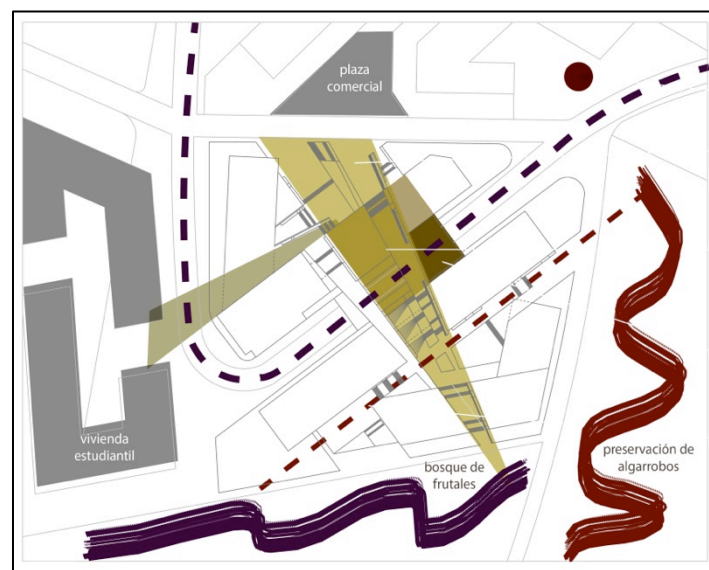 plaza
comercial
vivienda
estudiantil
bosque de
frutales
preservación de
algarrobos